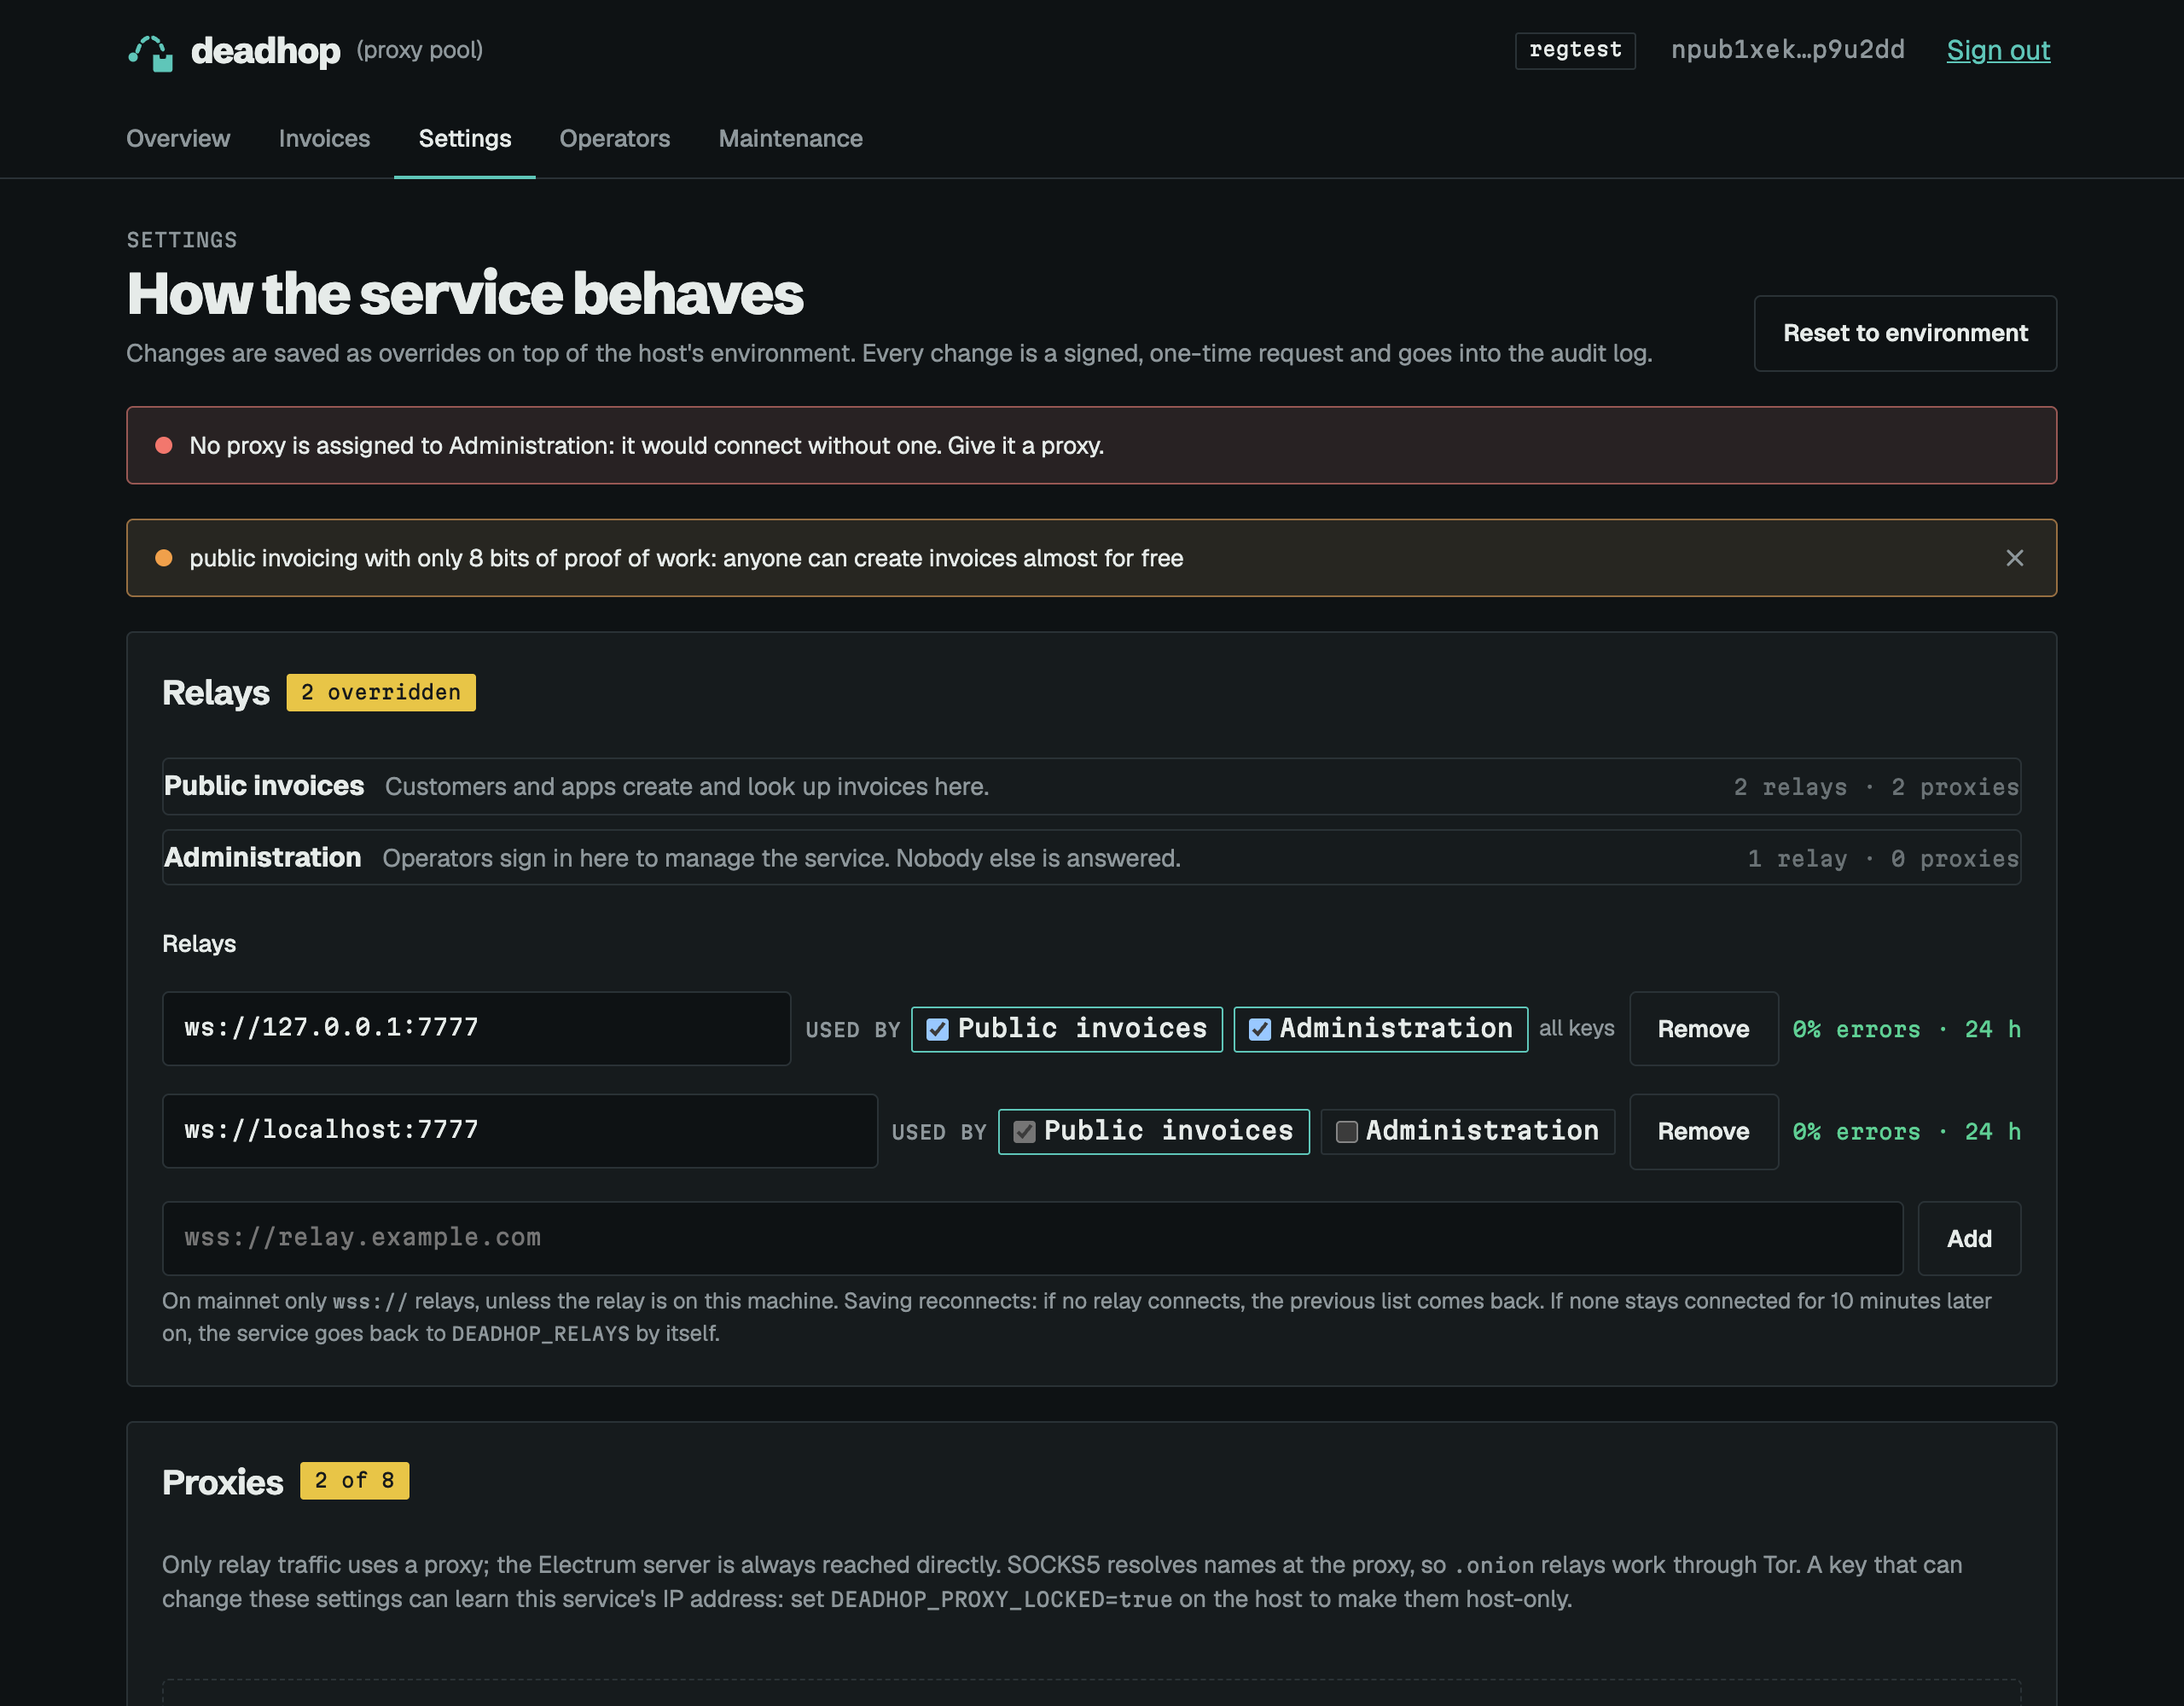 deadhop (proxy pool) regtest npub1xek…p9u2dd Sign out
Overview Invoices Settings Operators Maintenance
SETTINGS
How the service behaves
Changes are saved as overrides on top of the host's environment. Every change is a signed, one-time request and goes into the audit log.
Reset to environment
No proxy is assigned to Administration: it would connect without one. Give it a proxy.
public invoicing with only 8 bits of proof of work: anyone can create invoices almost for free
Relays 2 overridden
Public invoices Customers and apps create and look up invoices here. 2 relays · 2 proxies
Administration Operators sign in here to manage the service. Nobody else is answered. 1 relay · 0 proxies
Relays
ws://127.0.0.1:7777 USED BY Public invoices Administration all keys Remove 0% errors · 24 h
ws://localhost:7777 USED BY Public invoices Administration Remove 0% errors · 24 h
wss://relay.example.com Add
On mainnet only wss:// relays, unless the relay is on this machine. Saving reconnects: if no relay connects, the previous list comes back. If none stays connected for 10 minutes later
on, the service goes back to DEADHOP_RELAYS by itself.
Proxies 2 of 8
Only relay traffic uses a proxy; the Electrum server is always reached directly. SOCKS5 resolves names at the proxy, so .onion relays work through Tor. A key that can
change these settings can learn this service's IP address: set DEADHOP_PROXY_LOCKED=true on the host to make them host-only.